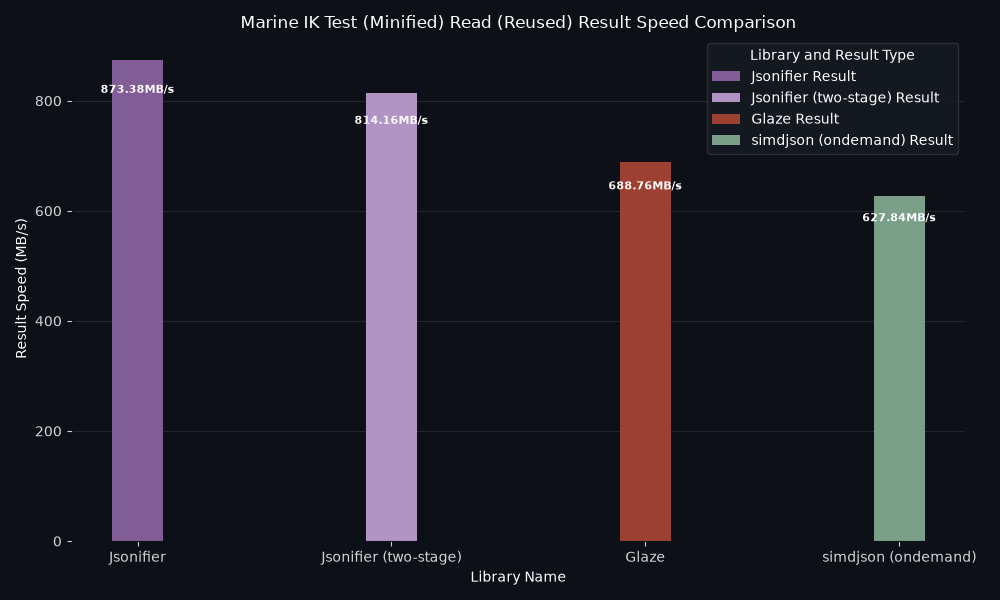 Marine IK Test (Minified) Read (Reused) Result Speed Comparison
Library and Result Type
Jsonifier Result
Jsonifier (two-stage) Result
Glaze Result
simdjson (ondemand) Result
873.38MB/s
814.16MB/s
688.76MB/s
627.84MB/s
Result Speed (MB/s)
800
600
400
200
0
Jsonifier
Jsonifier (two-stage)
Glaze
simdjson (ondemand)
Library Name